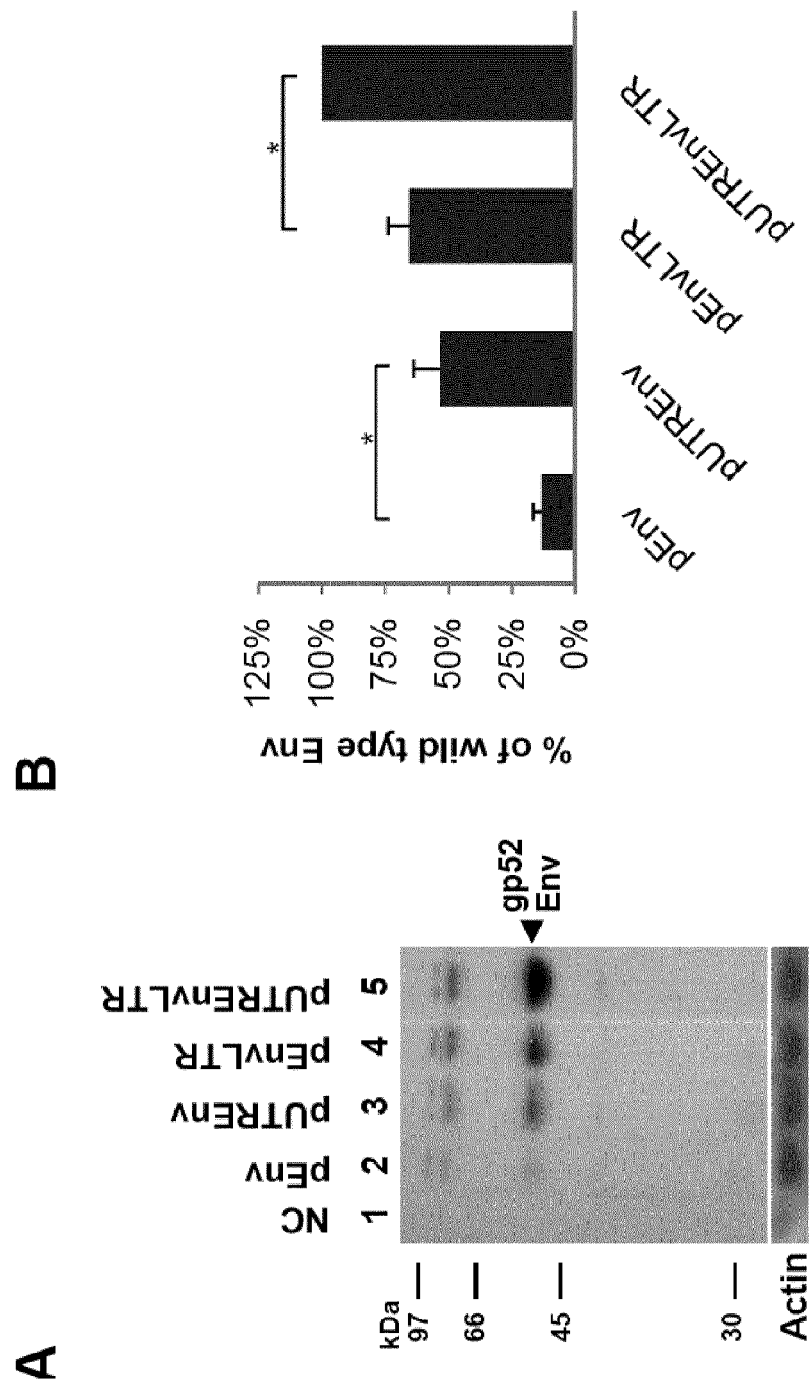 A
NC
pEnv
pUTREnv
pEnvLTR
pUTREnvLTR
1 2 3 4 5
kDa
97
66
45
30
gp52
Env
Actin
B
% of wild type Env
125%
100%
75%
50%
25%
0%
*
*
pEnv
pUTREnv
pEnvLTR
pUTREnvLTR